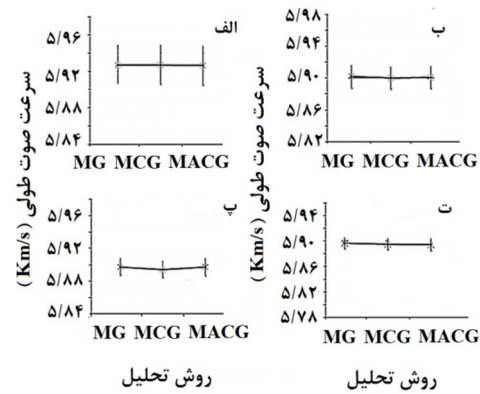 الف
۵/۹۶
۵/۹۲
۵/۸۸
۵/۸۴
MG MCG MACG
ب
۵/۹۸
۵/۹۴
۵/۹۰
۵/۸۶
۵/۸۲
MG MCG MACG
پ
۵/۹۶
۵/۹۲
۵/۸۸
۵/۸۴
MG MCG MACG
ت
۵/۹۴
۵/۹۰
۵/۸۶
۵/۸۲
۵/۷۸
MG MCG MACG
سرعت صوت طولی (Km/s)
سرعت صوت طولی (Km/s)
روش تحلیل
روش تحلیل